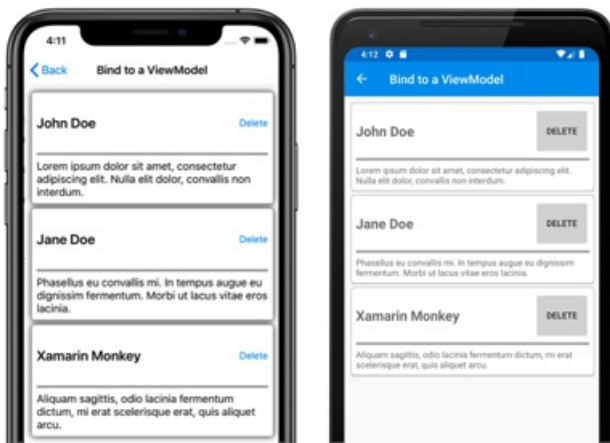 4:11
Back
Bind to a ViewModel
John Doe
Delete
Lorem ipsum dolor sit amet, consectetur
adipiscing elit. Nulla elit dolor, convallis non
interdum.
Jane Doe
Delete
Phasellus eu convallis mi. In tempus augue eu
dignissim fermentum. Morbi ut lacus vitae eros
lacinia.
Xamarin Monkey
Delete
Aliquam sagittis, odio lacinia fermentum
dictum, mi erat scelerisque erat, quis aliquet
arcu.
4:12
Bind to a ViewModel
John Doe
DELETE
Lorem ipsum dolor sit amet, consectetur adipiscing elit.
Nulla elit dolor, convallis non interdum.
Jane Doe
DELETE
Phasellus eu convallis mi. In tempus augue eu dignissim
fermentum. Morbi ut lacus vitae eros lacinia.
Xamarin Monkey
DELETE
Aliquam sagittis, odio lacinia fermentum dictum, mi erat
scelerisque erat, quis aliquet arcu.